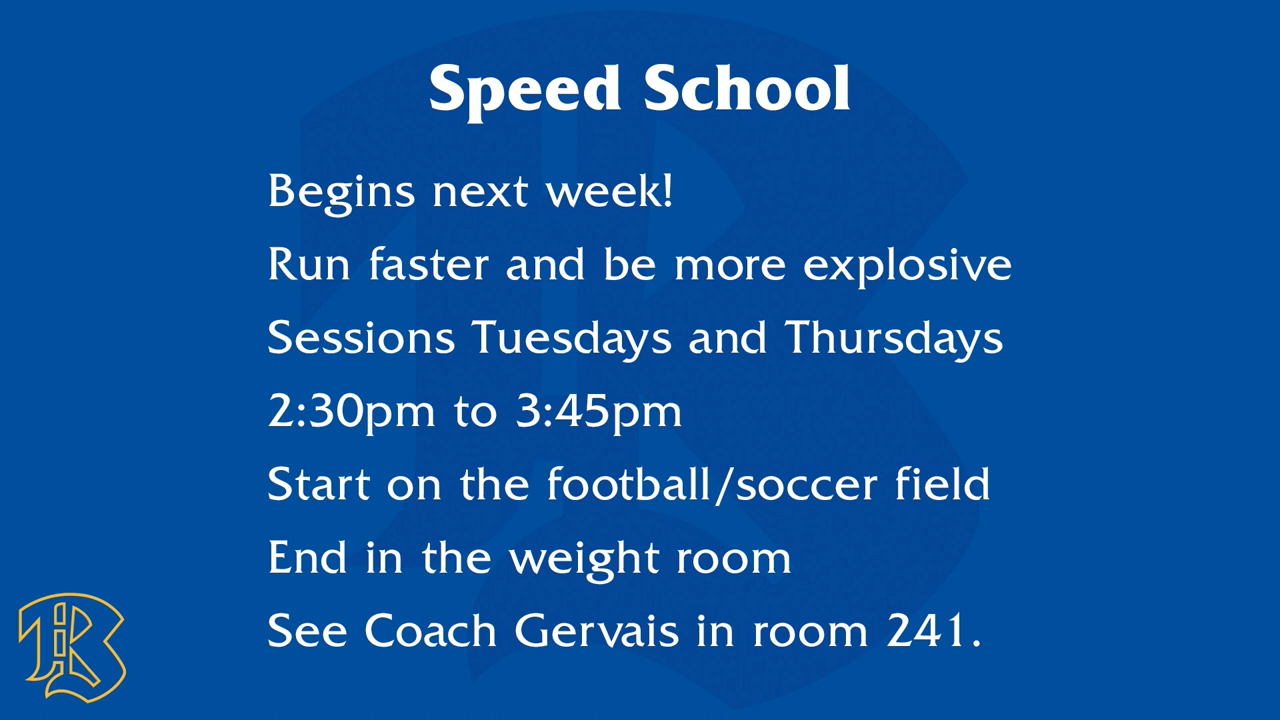 Speed School
Begins next week!
Run faster and be more explosive
Sessions Tuesdays and Thursdays
2:30pm to 3:45pm
Start on the football/soccer field
End in the weight room
See Coach Gervais in room 241.